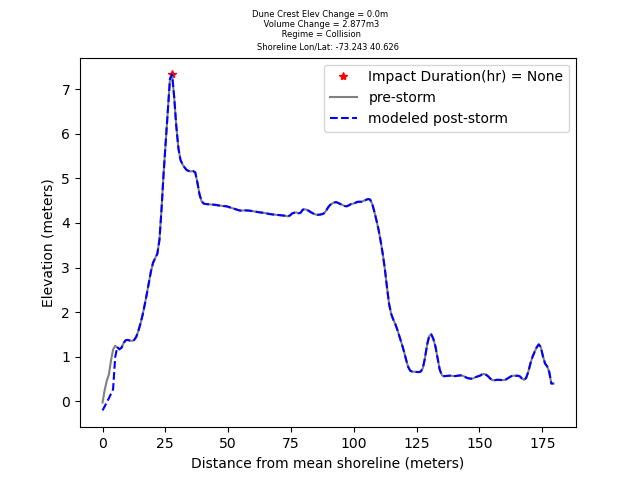 Dune Crest Elev Change = 0.0m
Volume Change = 2.877m3
Regime = Collision
Shoreline Lon/Lat: -73.243 40.626
Impact Duration(hr) = None
pre-storm
modeled post-storm
Elevation (meters)
7
6
5
4
3
2
1
0
0 25 50 75 100 125 150 175
Distance from mean shoreline (meters)